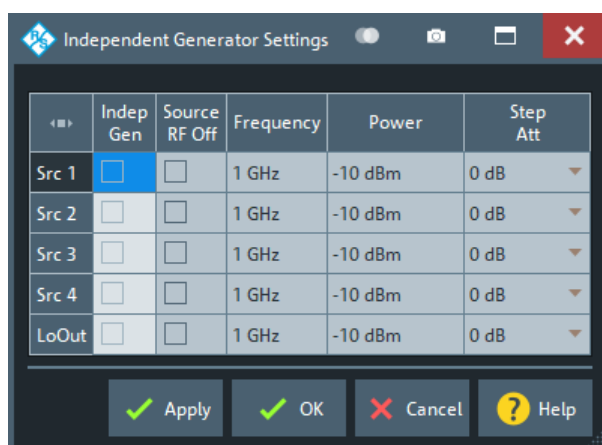 R&S Independent Generator Settings
Indep Gen Source RF Off Frequency Power Step Att
Src 1 1 GHz -10 dBm 0 dB
Src 2 1 GHz -10 dBm 0 dB
Src 3 1 GHz -10 dBm 0 dB
Src 4 1 GHz -10 dBm 0 dB
LoOut 1 GHz -10 dBm 0 dB
Apply OK Cancel ? Help